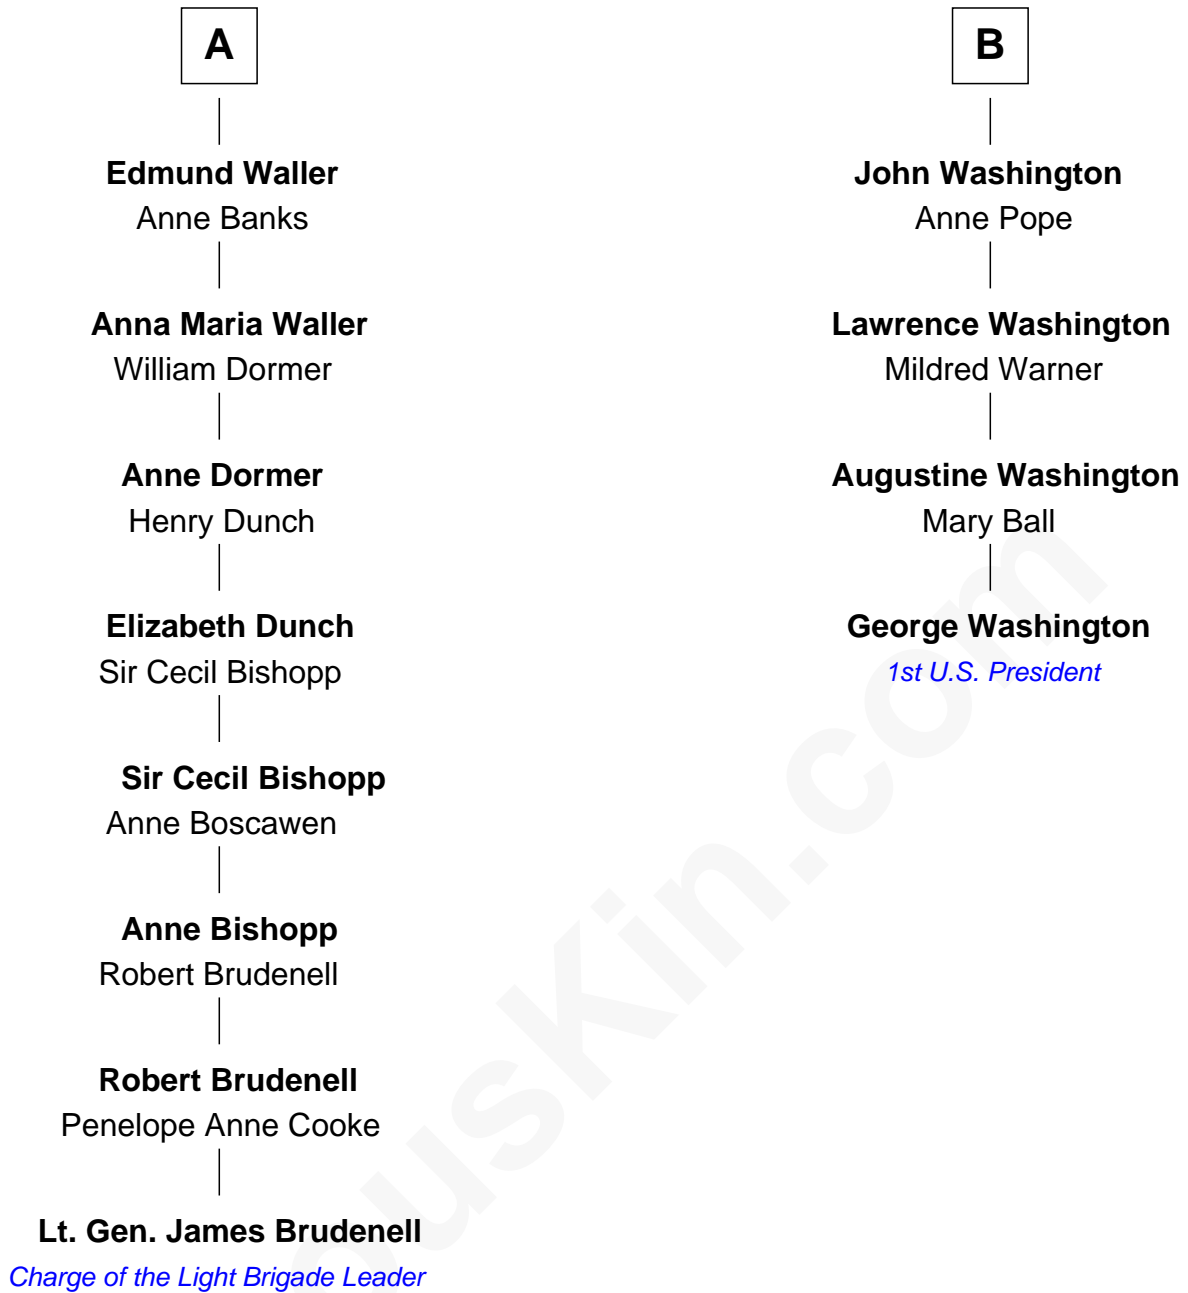 A
Edmund Waller
Anne Banks
Anna Maria Waller
William Dormer
Anne Dormer
Henry Dunch
Elizabeth Dunch
Sir Cecil Bishopp
Sir Cecil Bishopp
Anne Boscawen
Anne Bishopp
Robert Brudenell
Robert Brudenell
Penelope Anne Cooke
Lt. Gen. James Brudenell
Charge of the Light Brigade Leader
B
John Washington
Anne Pope
Lawrence Washington
Mildred Warner
Augustine Washington
Mary Ball
George Washington
1st U.S. President
usKin.com